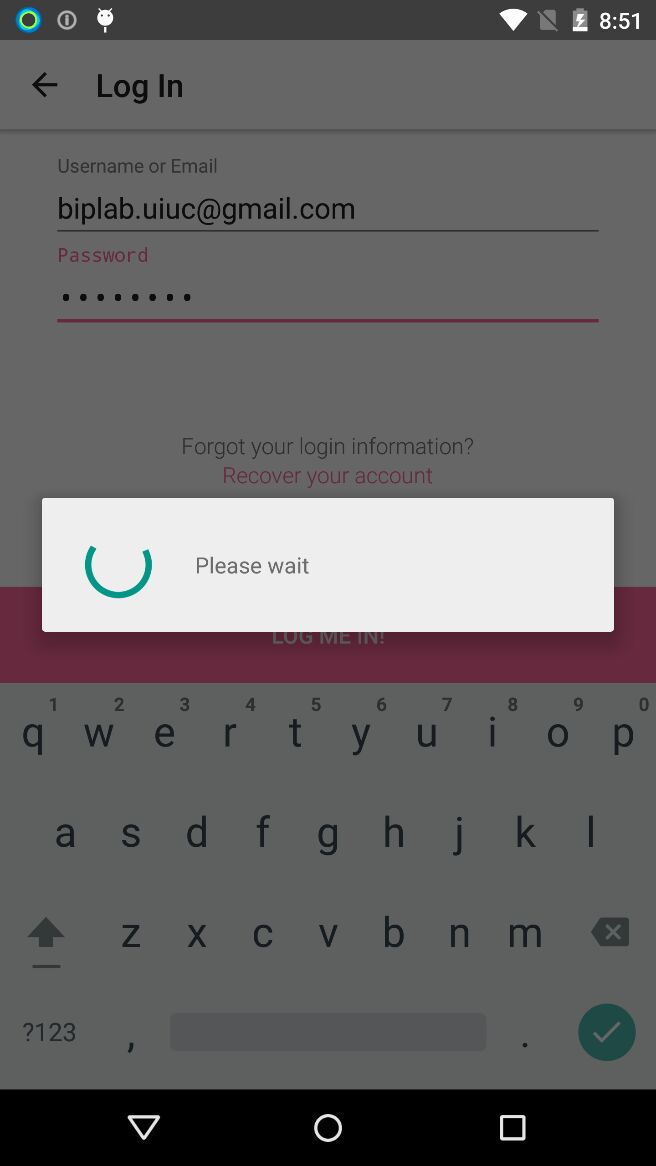 8:51
Log In
Username or Email
biplab.uiuc@gmail.com
Password
••••••••
Forgot your login information?
Recover your account
Please wait
LOG ME IN!
1 2 3 4 5 6 7 8 9 0
q w e r t y u i o p
a s d f g h j k l
z x c v b n m
?123 , .